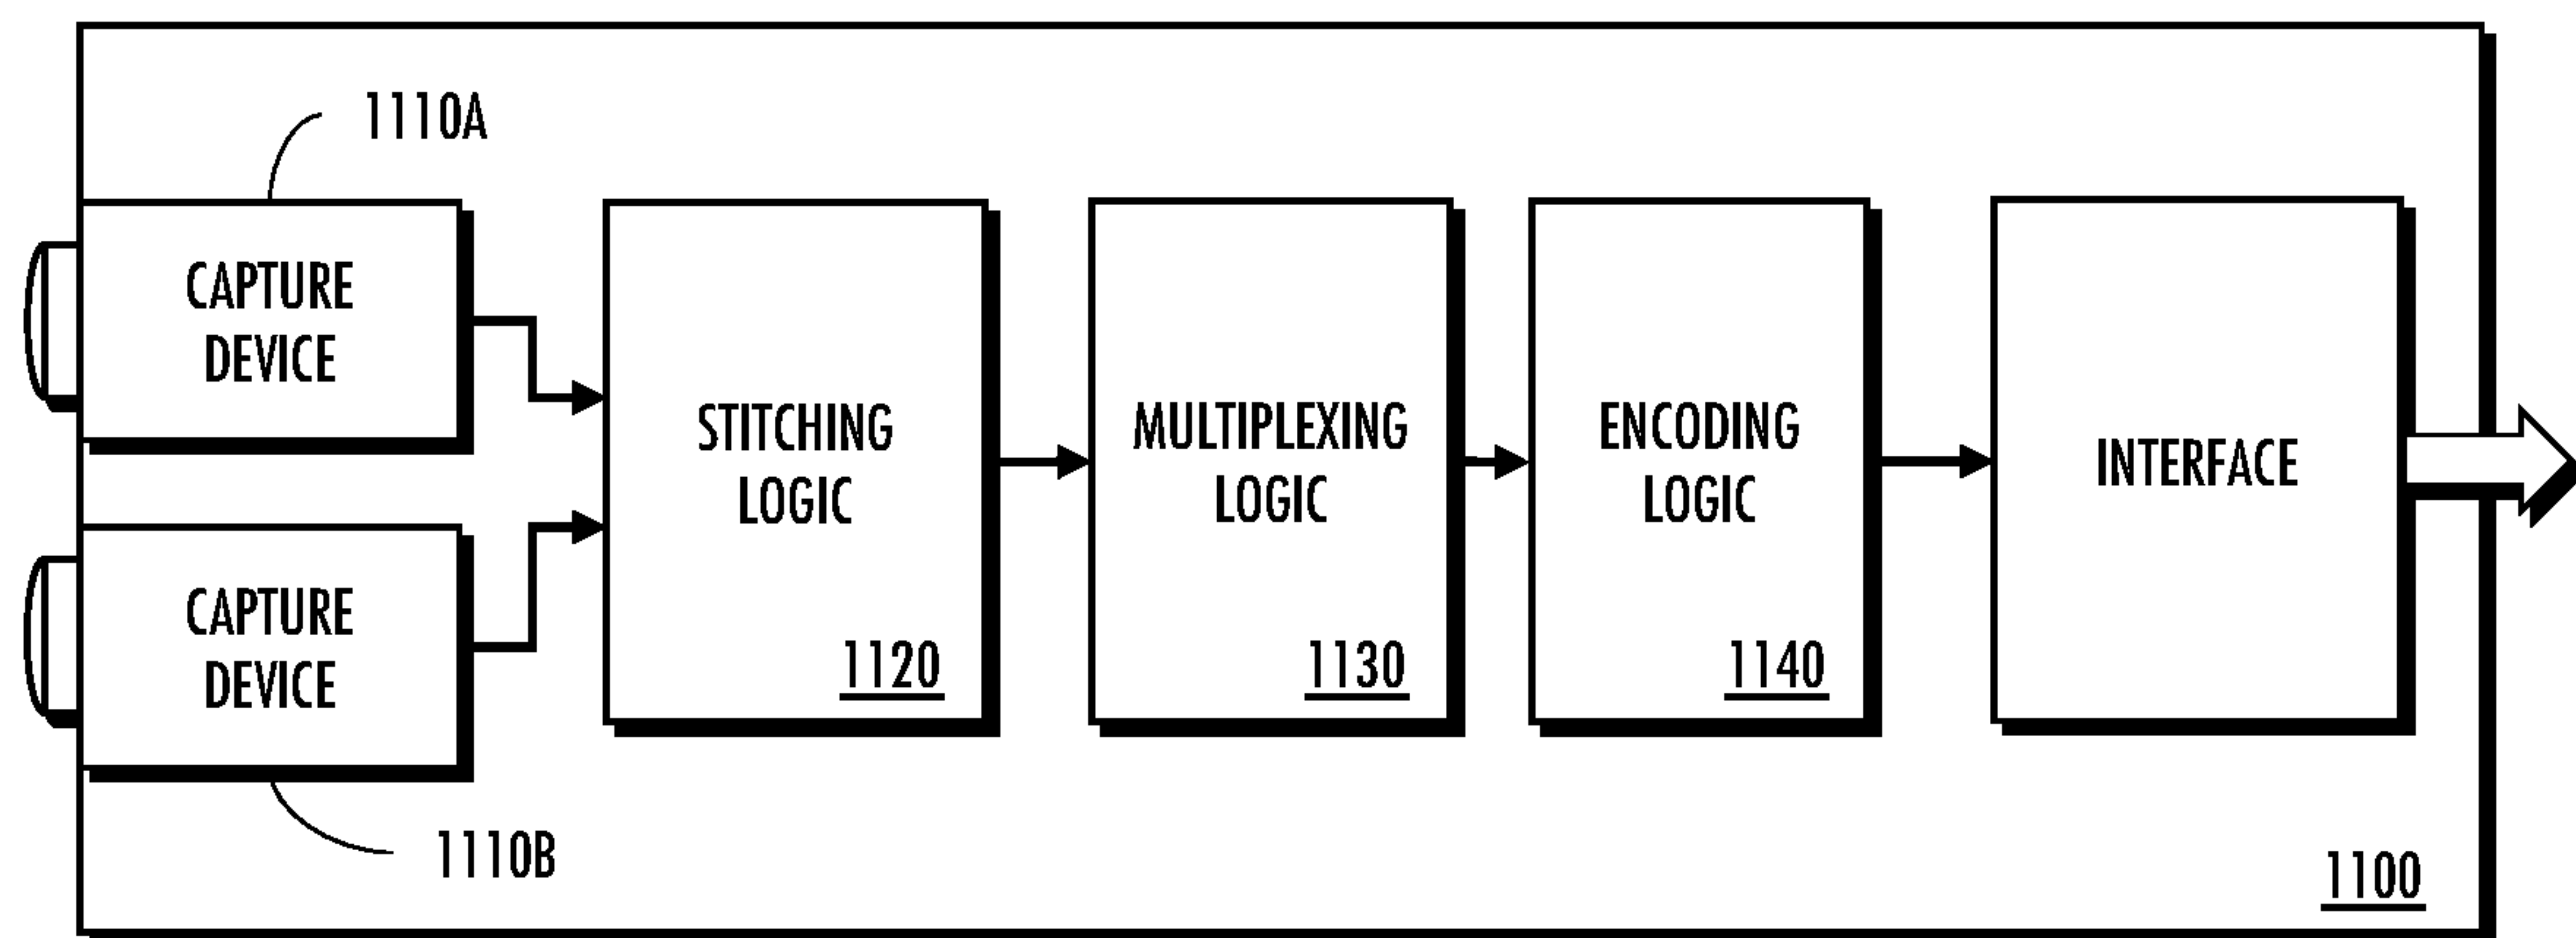 1110A
CAPTURE
DEVICE
CAPTURE
DEVICE
1110B
STITCHING
LOGIC
1120
MULTIPLEXING
LOGIC
1130
ENCODING
LOGIC
1140
INTERFACE
1100